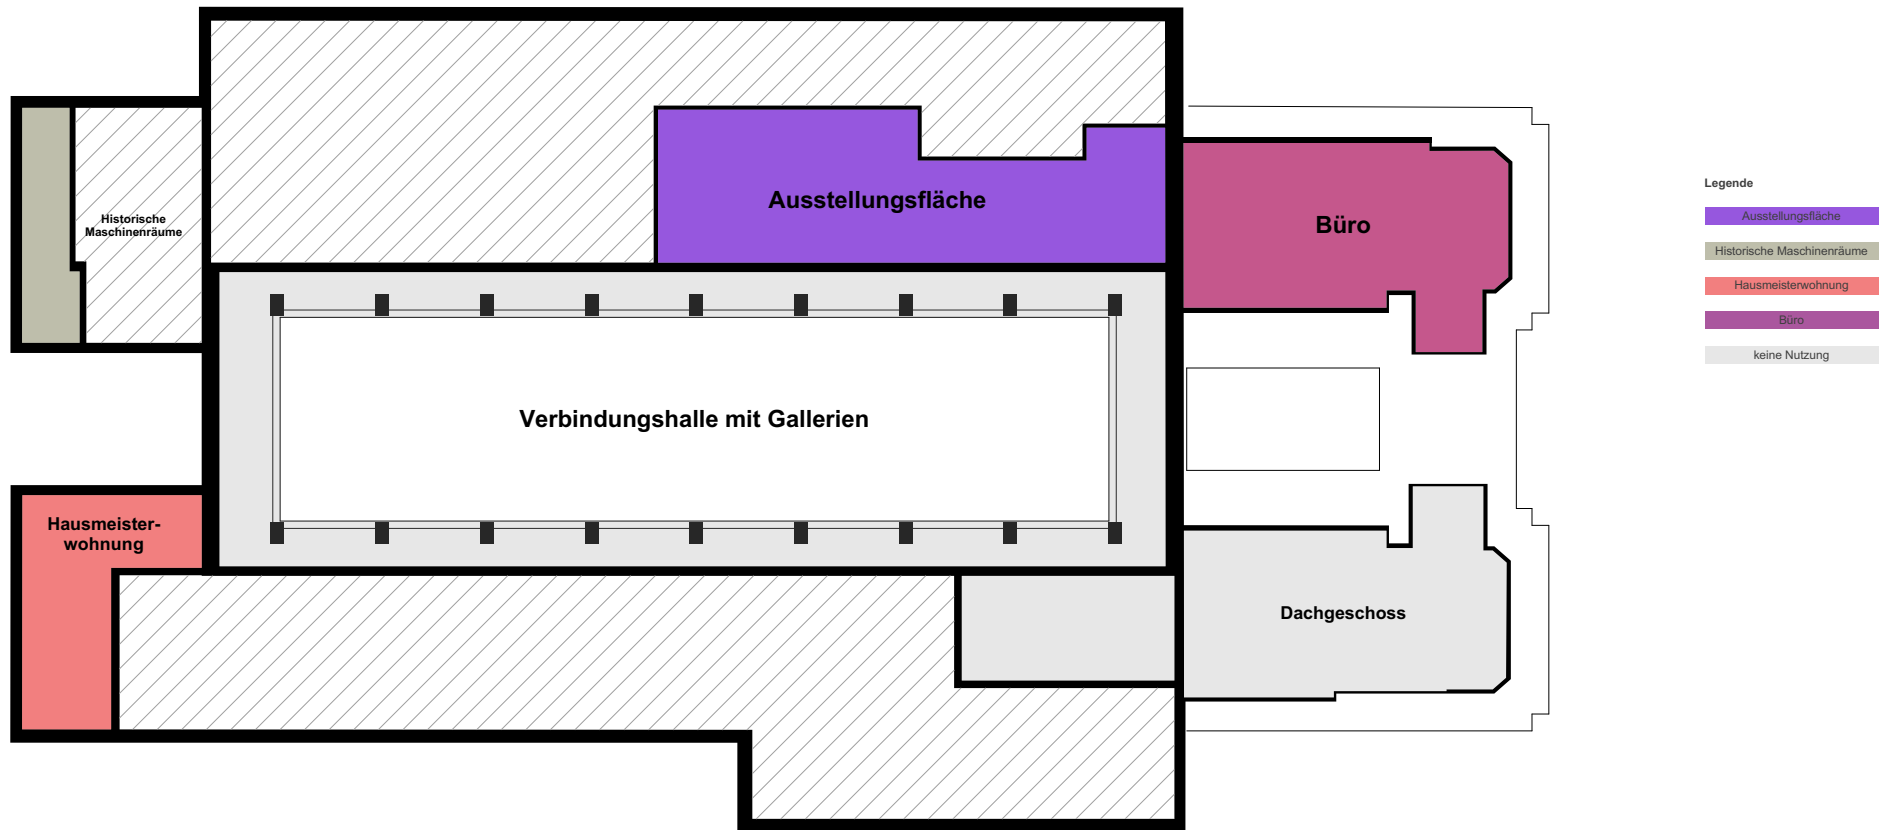 Historische
Maschinenräume
Ausstellungsfläche
Büro
Verbindungshalle mit Gallerien
Hausmeister-
wohnung
Dachgeschoss
Legende
Ausstellungsfläche
Historische Maschinenräume
Hausmeisterwohnung
Büro
keine Nutzung